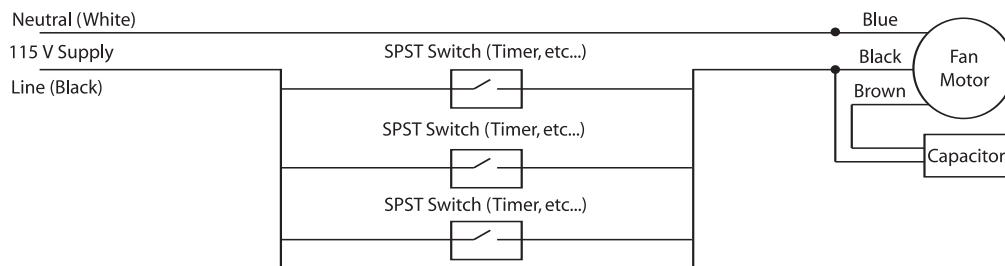 Neutral (White)
115 V Supply
Line (Black)
SPST Switch (Timer, etc...)
SPST Switch (Timer, etc...)
SPST Switch (Timer, etc...)
Blue
Black
Brown
Fan
Motor
Capacitor